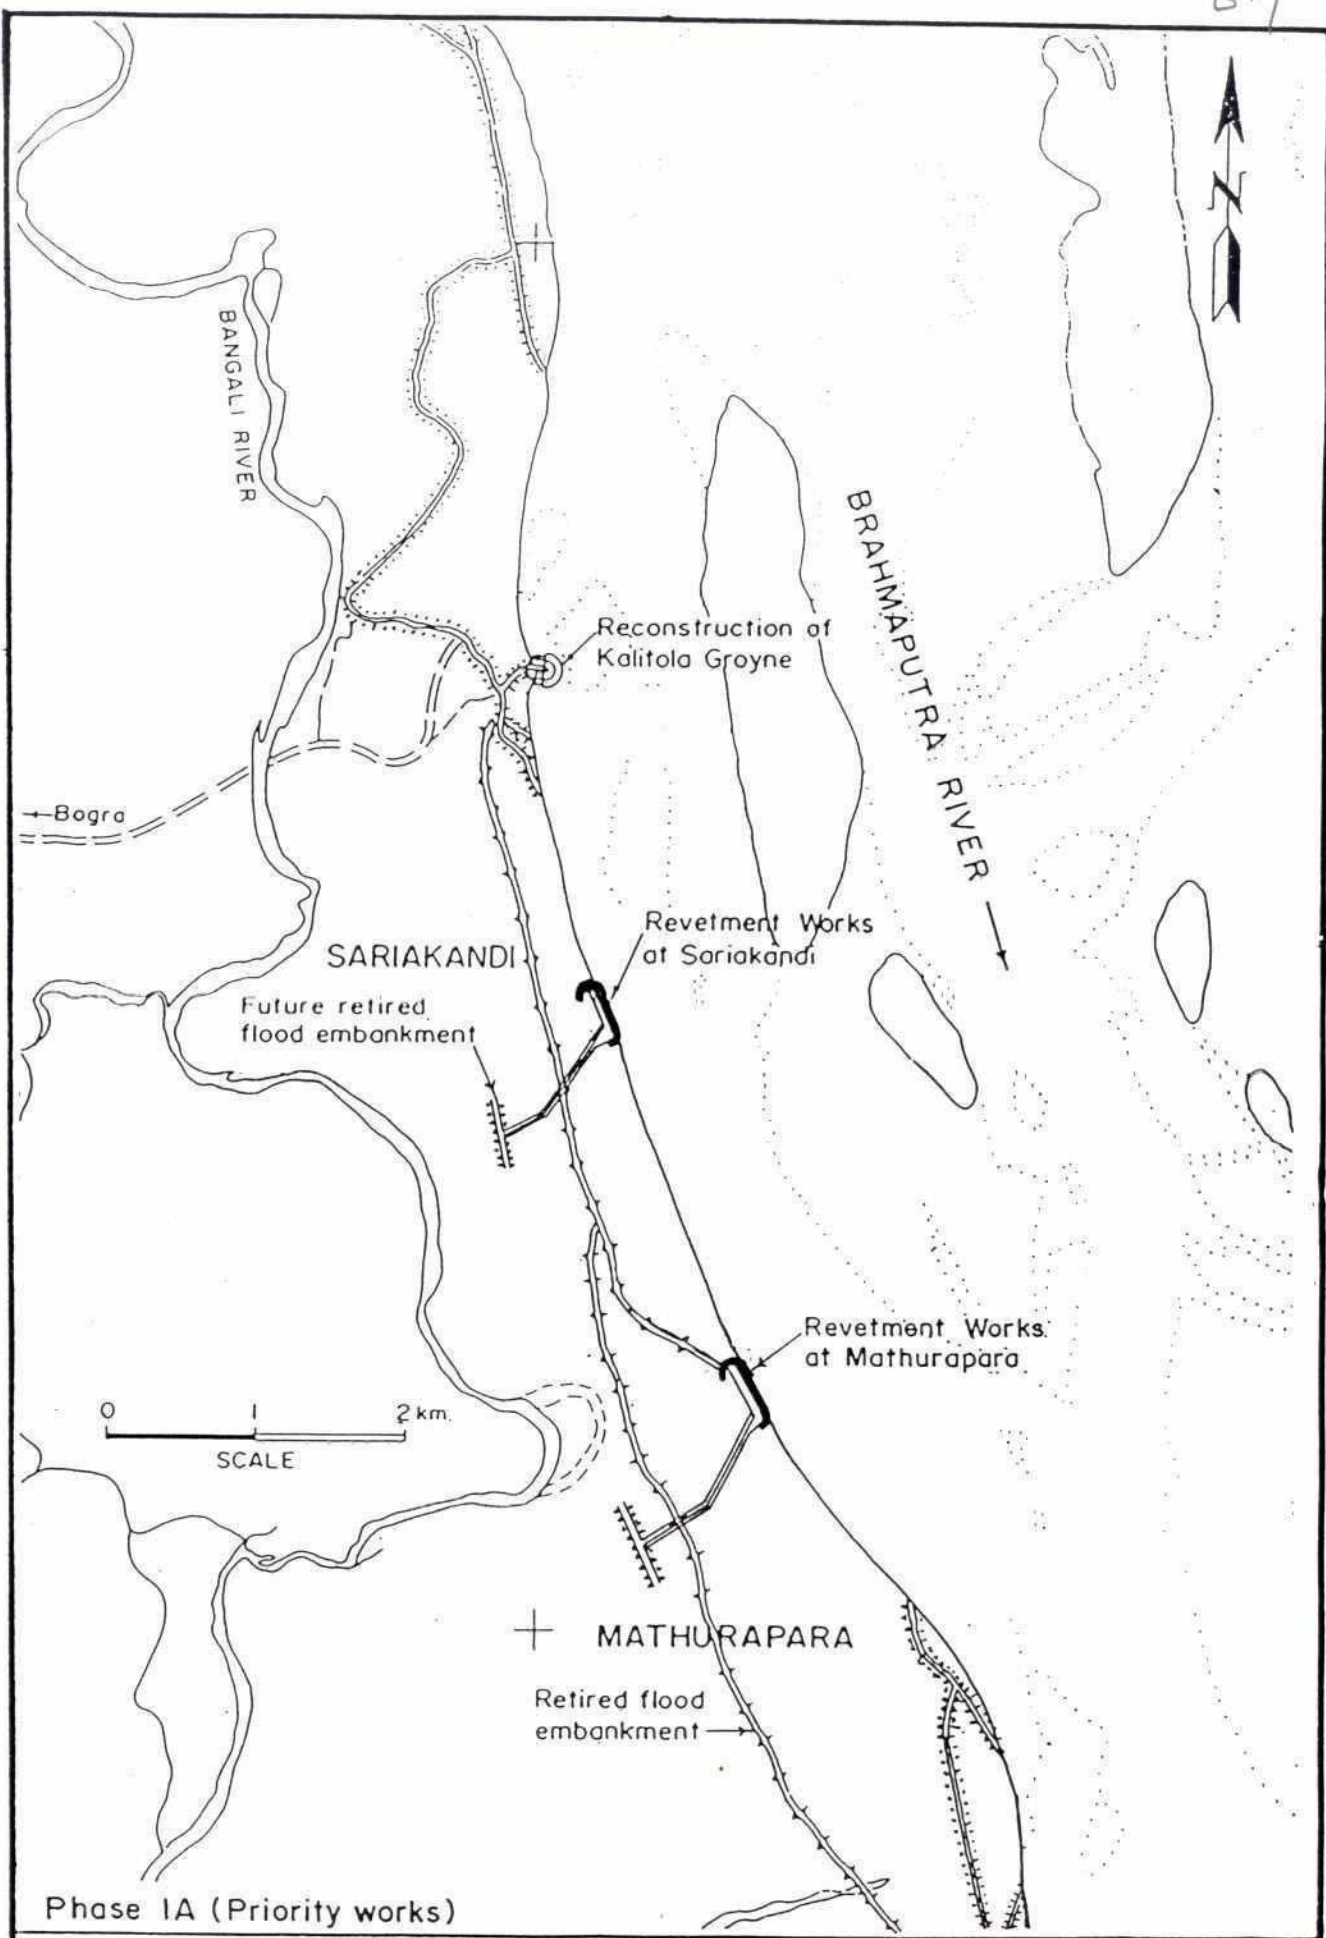 N
BANGALI RIVER
BRAHMAPUTRA RIVER
Reconstruction of
Kalitola Groyne
Bogra
Revetment Works
at Sariakandi
SARIAKANDI
Future retired
flood embankment
Revetment Works
at Mathurapara
0 1 2 km.
SCALE
MATHURAPARA
Retired flood
embankment
Phase 1A (Priority works)